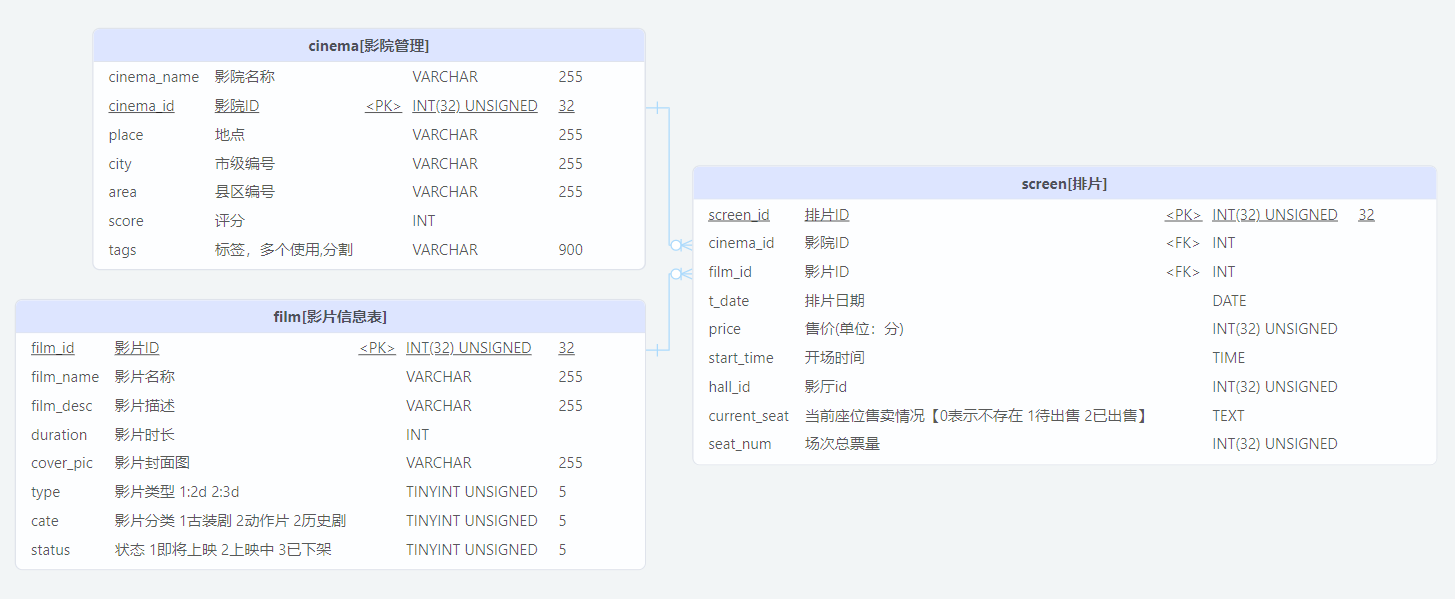 cinema[影院管理]
cinema_name 影院名称 VARCHAR 255
cinema_id 影院ID <PK> INT(32) UNSIGNED 32
place 地点 VARCHAR 255
city 市级编号 VARCHAR 255
area 县区编号 VARCHAR 255
score 评分 INT
tags 标签，多个使用,分割 VARCHAR 900
film[影片信息表]
film_id 影片ID <PK> INT(32) UNSIGNED 32
film_name 影片名称 VARCHAR 255
film_desc 影片描述 VARCHAR 255
duration 影片时长 INT
cover_pic 影片封面图 VARCHAR 255
type 影片类型 1:2d 2:3d TINYINT UNSIGNED 5
cate 影片分类 1古装剧 2动作片 2历史剧 TINYINT UNSIGNED 5
status 状态 1即将上映 2上映中 3已下架 TINYINT UNSIGNED 5
screen[排片]
screen_id 排片ID <PK> INT(32) UNSIGNED 32
cinema_id 影院ID <FK> INT
film_id 影片ID <FK> INT
t_date 排片日期 DATE
price 售价(单位：分) INT(32) UNSIGNED
start_time 开场时间 TIME
hall_id 影厅id INT(32) UNSIGNED
current_seat 当前座位售卖情况【0表示不存在 1待出售 2已出售】 TEXT
seat_num 场次总票量 INT(32) UNSIGNED